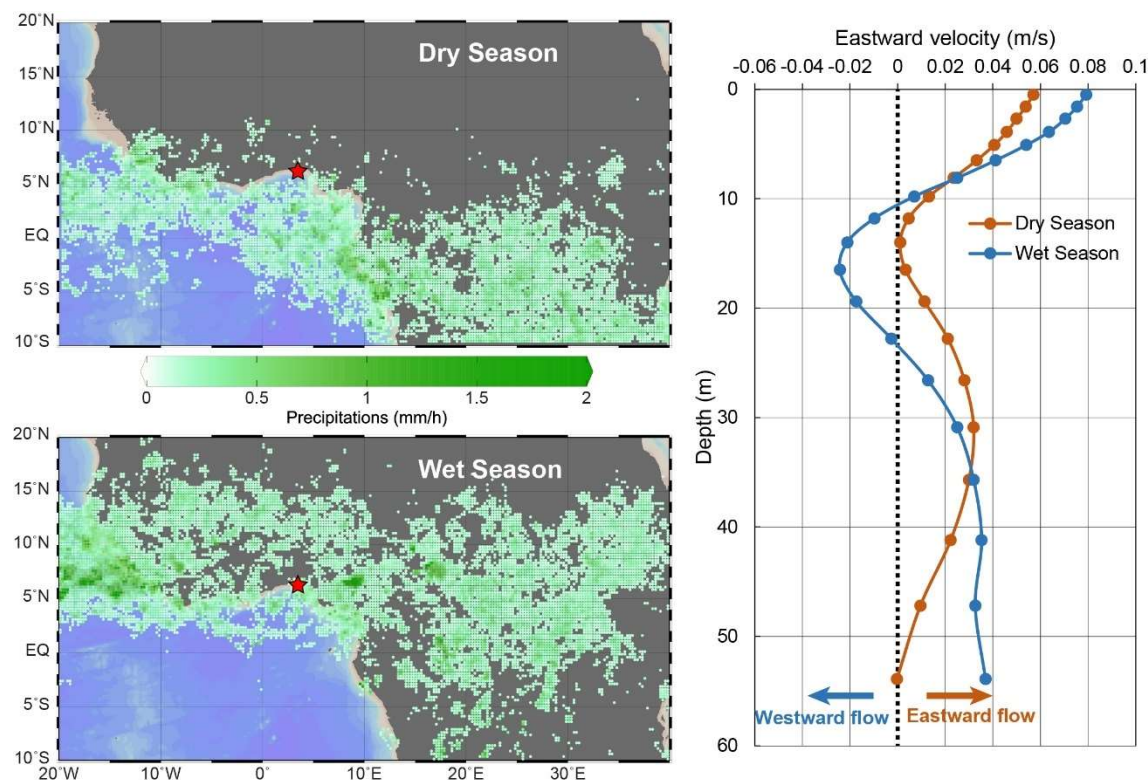 20°N
15°N
10°N
5°N
EQ
5°S
10°S
Dry Season
0 0.5 1 1.5 2
Precipitations (mm/h)
20°N
15°N
10°N
5°N
EQ
5°S
10°S
Wet Season
20°W 10°W 0° 10°E 20°E 30°E
Eastward velocity (m/s)
-0.06 -0.04 -0.02 0 0.02 0.04 0.06 0.08 0.1
Depth (m)
0
10
20
30
40
50
60
Dry Season
Wet Season
Westward flow
Eastward flow